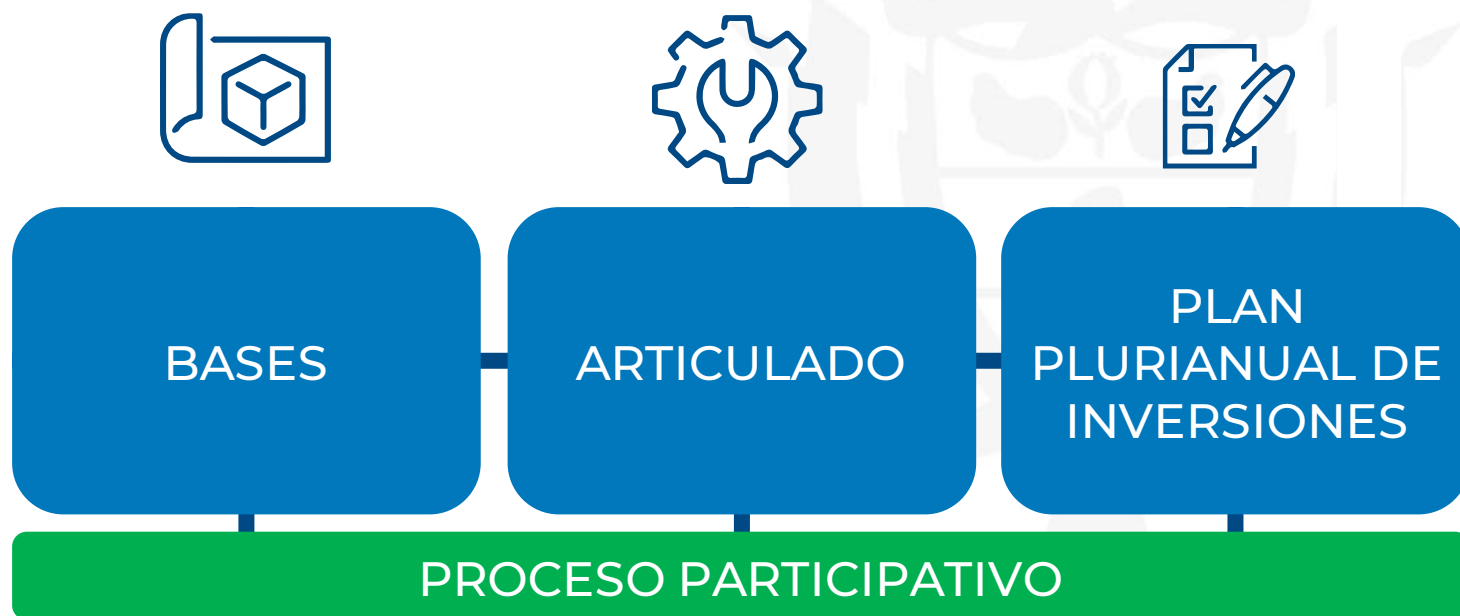 BASES
ARTICULADO
PLAN
PLURIANUAL DE
INVERSIONES
PROCESO PARTICIPATIVO